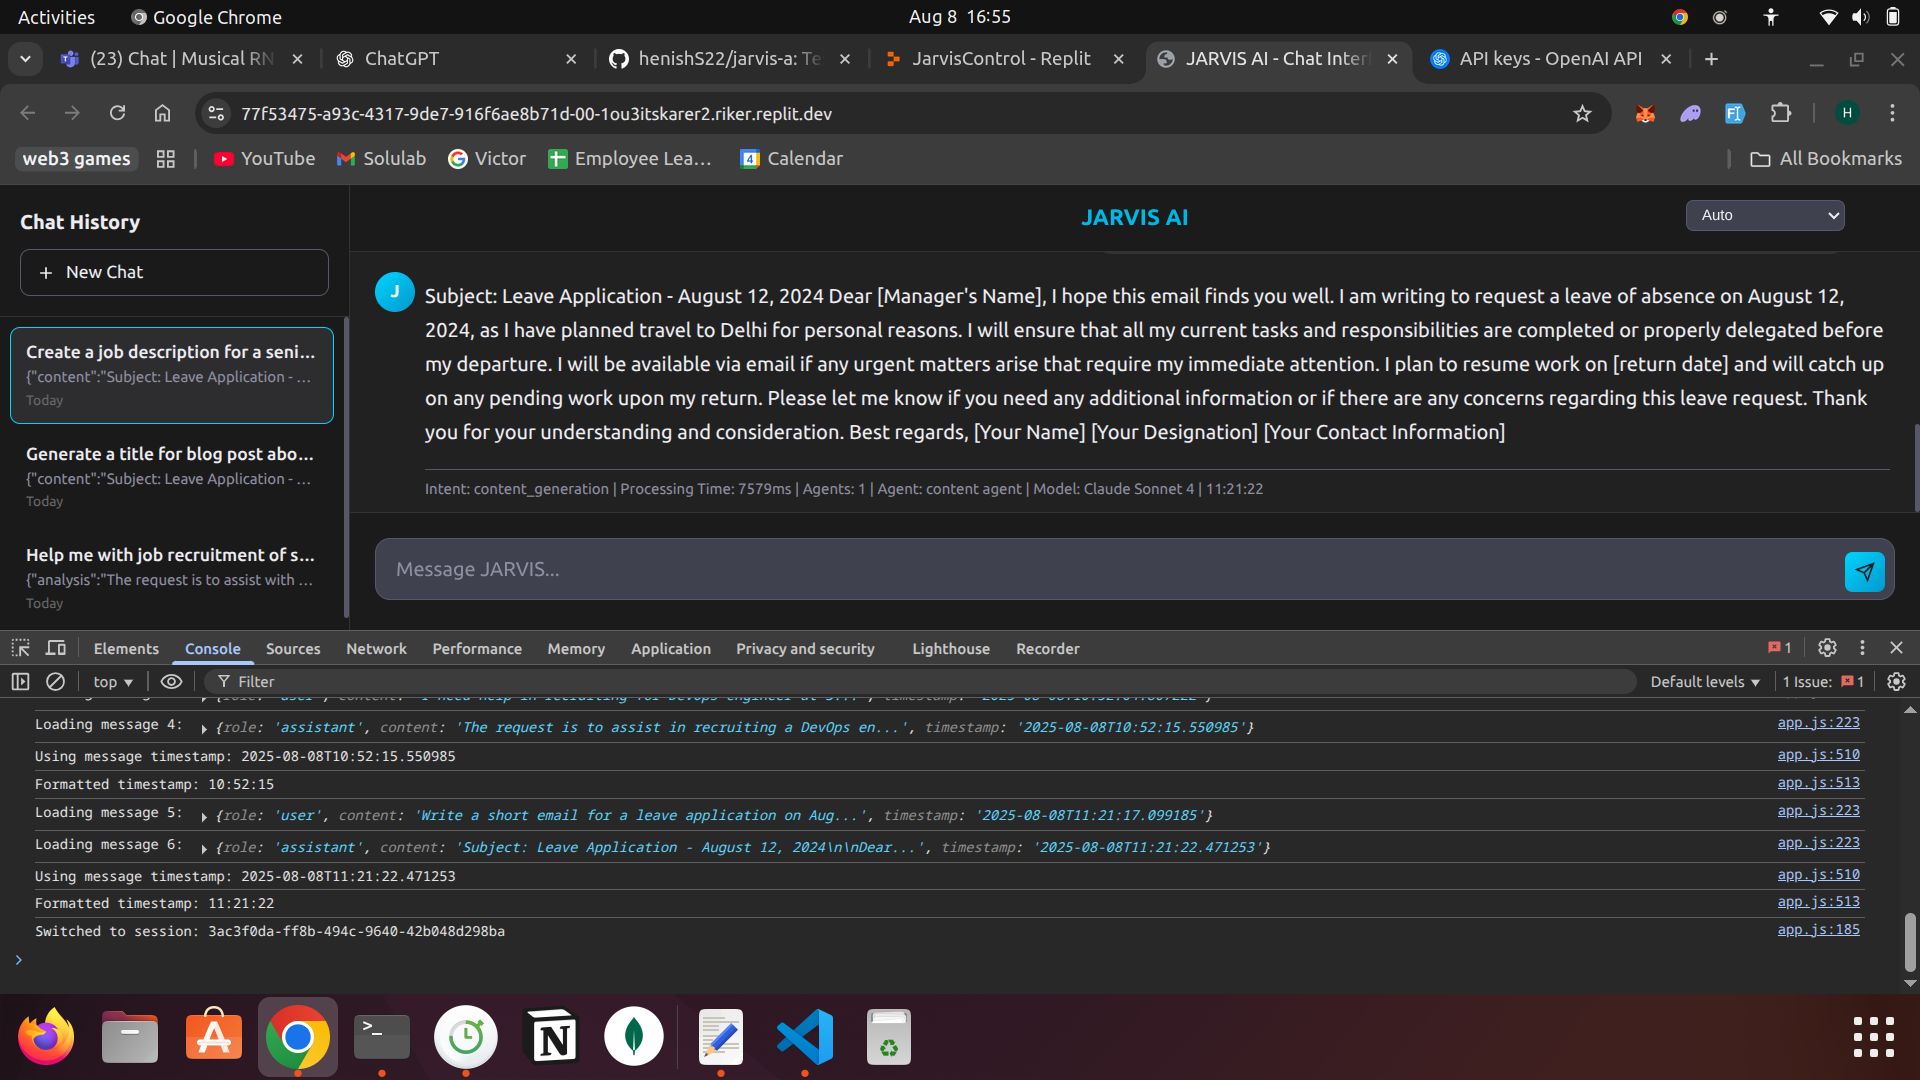 Activities
Google Chrome
Aug 8 16:55
(23) Chat | Musical RN
ChatGPT
henishS22/jarvis-a: Te
JarvisControl - Replit
JARVIS AI - Chat Inter
API keys - OpenAI API
77f53475-a93c-4317-9de7-916f6ae8b71d-00-1ou3itskarer2.riker.replit.dev
H
web3 games
YouTube
Solulab
Victor
Employee Lea...
4 Calendar
All Bookmarks
Chat History
+ New Chat
Create a job description for a seni...
{"content":"Subject: Leave Application - ...
Today
Generate a title for blog post abo...
{"content":"Subject: Leave Application - ...
Today
Help me with job recruitment of s...
{"analysis":"The request is to assist with ...
Today
JARVIS AI
Auto
J
Subject: Leave Application - August 12, 2024 Dear [Manager's Name], I hope this email finds you well. I am writing to request a leave of absence on August 12,
2024, as I have planned travel to Delhi for personal reasons. I will ensure that all my current tasks and responsibilities are completed or properly delegated before
my departure. I will be available via email if any urgent matters arise that require my immediate attention. I plan to resume work on [return date] and will catch up
on any pending work upon my return. Please let me know if you need any additional information or if there are any concerns regarding this leave request. Thank
you for your understanding and consideration. Best regards, [Your Name] [Your Designation] [Your Contact Information]
Intent: content_generation | Processing Time: 7579ms | Agents: 1 | Agent: content agent | Model: Claude Sonnet 4 | 11:21:22
Message JARVIS...
Elements
Console
Sources
Network
Performance
Memory
Application
Privacy and security
Lighthouse
Recorder
1
top
Filter
Default levels
1 Issue: 1
Loading message 4: {role: 'assistant', content: 'The request is to assist in recruiting a DevOps en...', timestamp: '2025-08-08T10:52:15.550985'}
app.js:223
Using message timestamp: 2025-08-08T10:52:15.550985
app.js:510
Formatted timestamp: 10:52:15
app.js:513
Loading message 5: {role: 'user', content: 'Write a short email for a leave application on Aug...', timestamp: '2025-08-08T11:21:17.099185'}
app.js:223
Loading message 6: {role: 'assistant', content: 'Subject: Leave Application - August 12, 2024\n\nDear...', timestamp: '2025-08-08T11:21:22.471253'}
app.js:223
Using message timestamp: 2025-08-08T11:21:22.471253
app.js:510
Formatted timestamp: 11:21:22
app.js:513
Switched to session: 3ac3f0da-ff8b-494c-9640-42b048d298ba
app.js:185